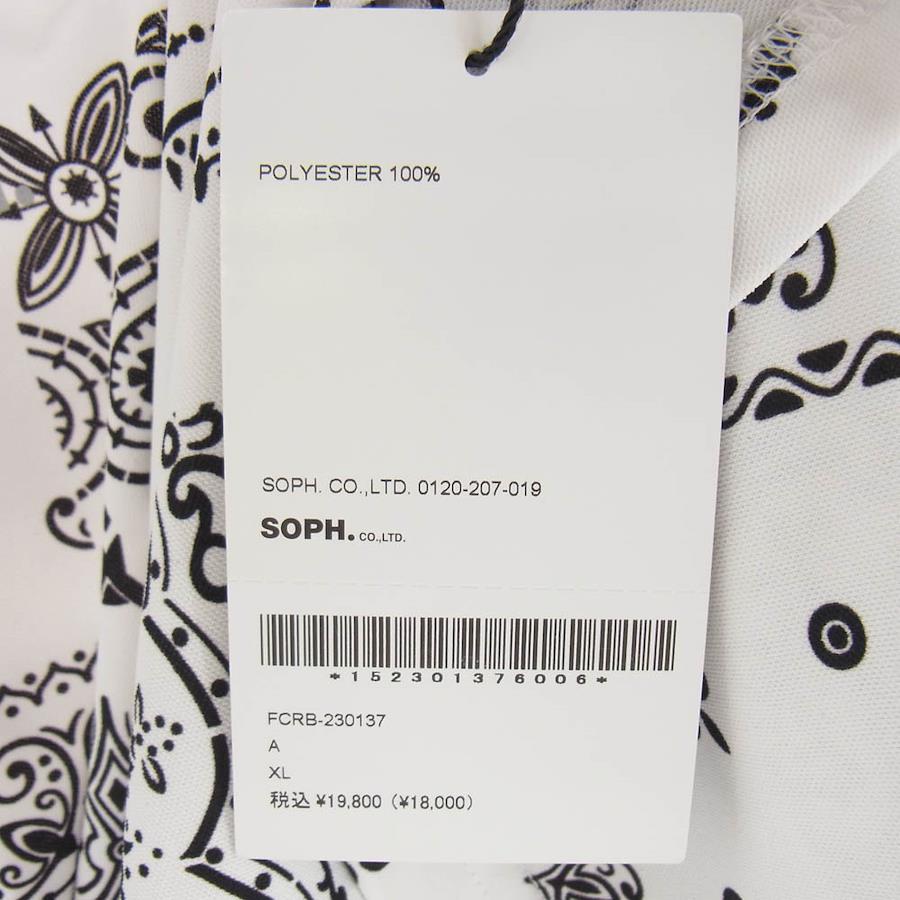 POLYESTER 100%
SOPH. CO.,LTD. 0120-207-019
SOPH. CO.,LTD.
*152301376006*
FCRB-230137
A
XL
税込 ¥19,800（¥18,000）